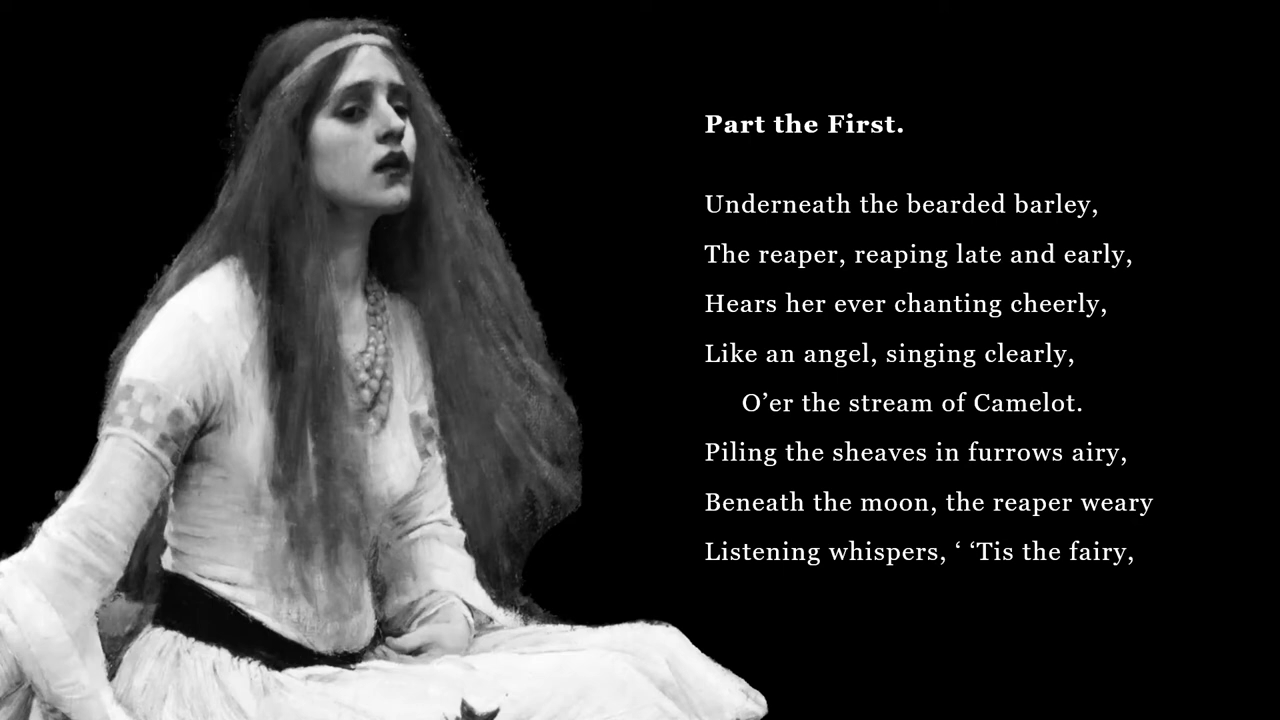 Part the First.
Underneath the bearded barley,
The reaper, reaping late and early,
Hears her ever chanting cheerly,
Like an angel, singing clearly,
O’er the stream of Camelot.
Piling the sheaves in furrows airy,
Beneath the moon, the reaper weary
Listening whispers, ‘ ‘Tis the fairy,